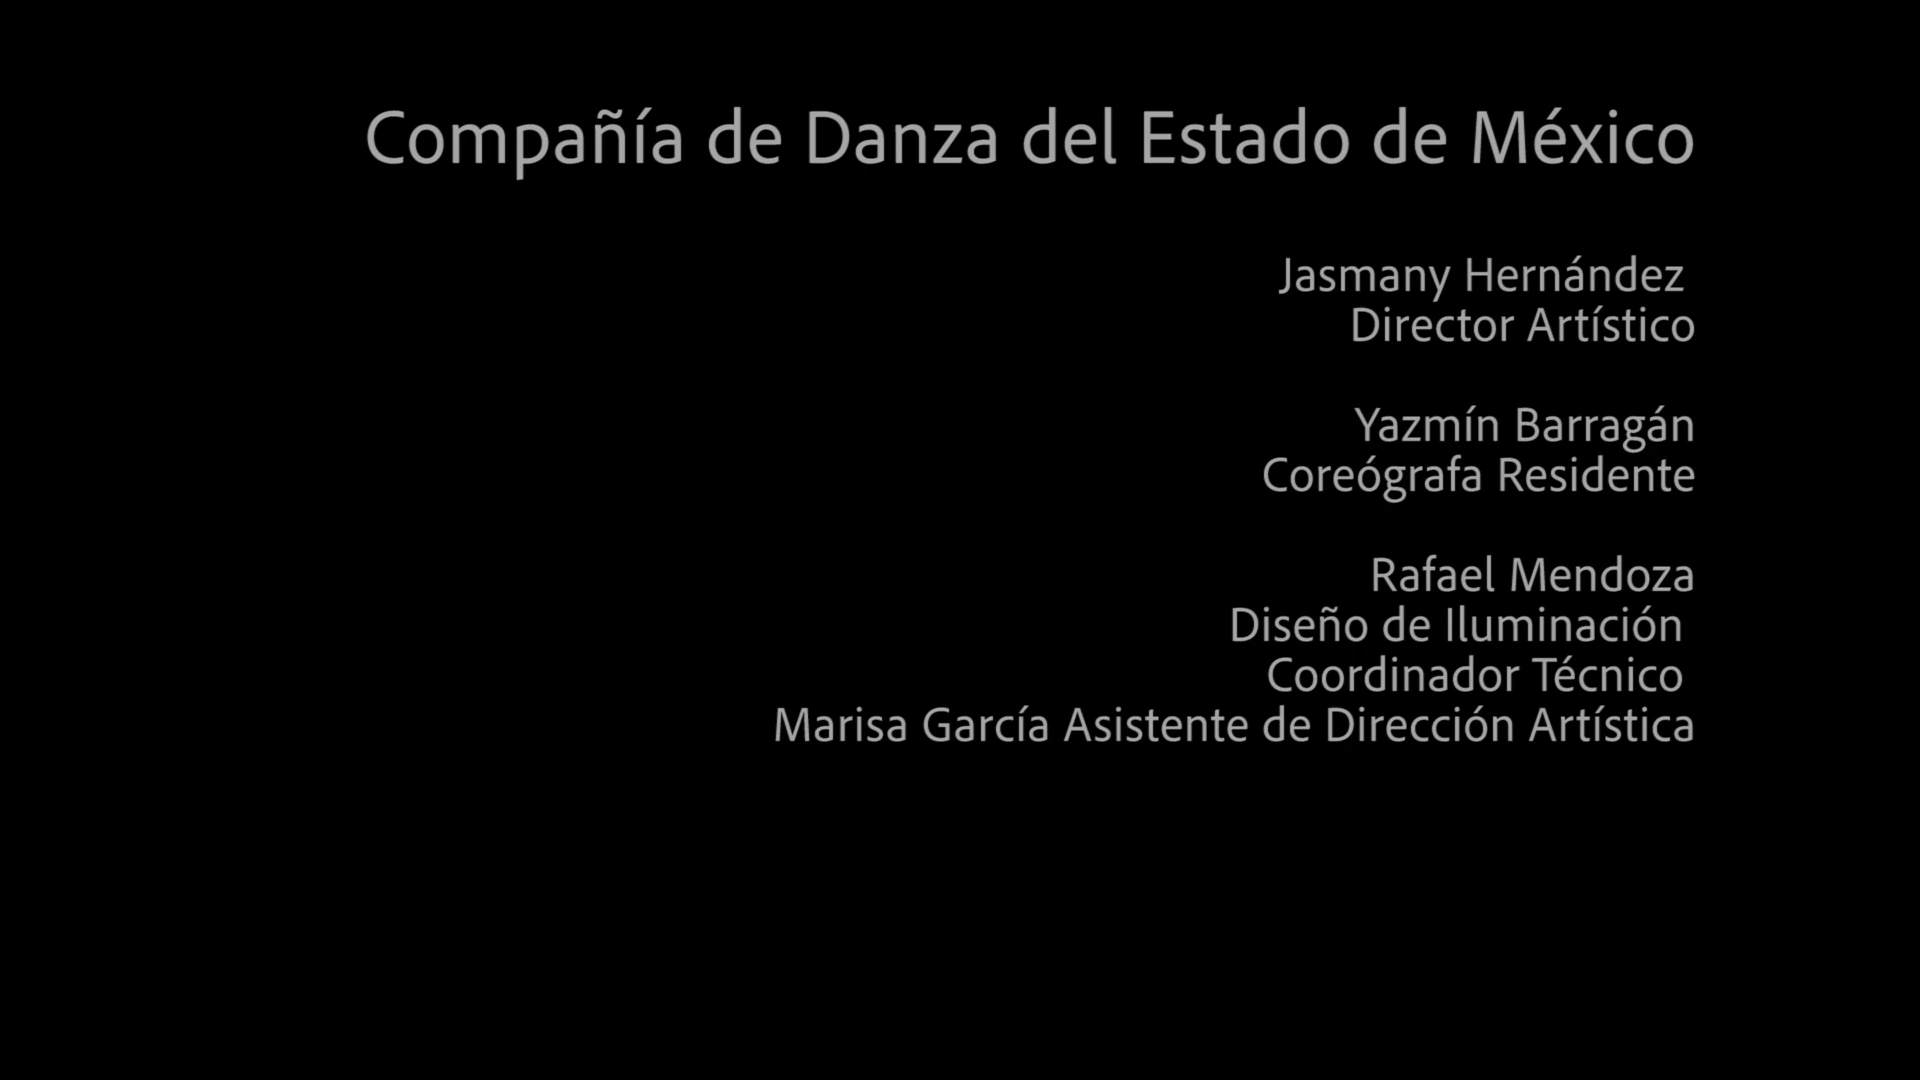 Compañía de Danza del Estado de México
Jasmany Hernández
Director Artístico
Yazmín Barragán
Coreógrafa Residente
Rafael Mendoza
Diseño de Iluminación
Coordinador Técnico
Marisa García Asistente de Dirección Artística